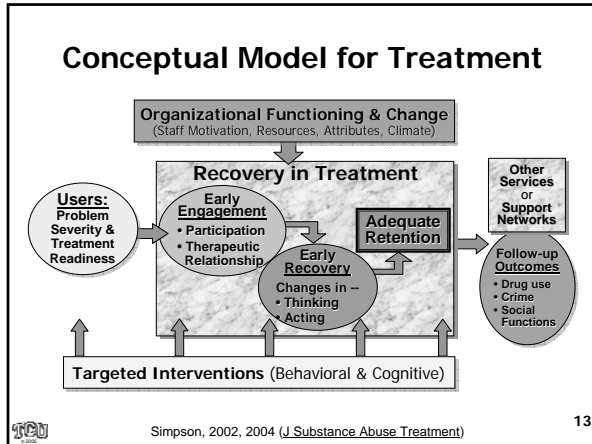 Conceptual Model for Treatment
Organizational Functioning & Change
(Staff Motivation, Resources, Attributes, Climate)
Recovery in Treatment
Users:
Problem
Severity &
Treatment
Readiness
Early
Engagement
• Participation
• Therapeutic
Relationship
Early
Recovery
Changes in --
• Thinking
• Acting
Adequate
Retention
Other
Services
or
Support
Networks
Follow-up
Outcomes
• Drug use
• Crime
• Social
Functions
Targeted Interventions (Behavioral & Cognitive)
TCU
© 2005
Simpson, 2002, 2004 (J Substance Abuse Treatment)
13